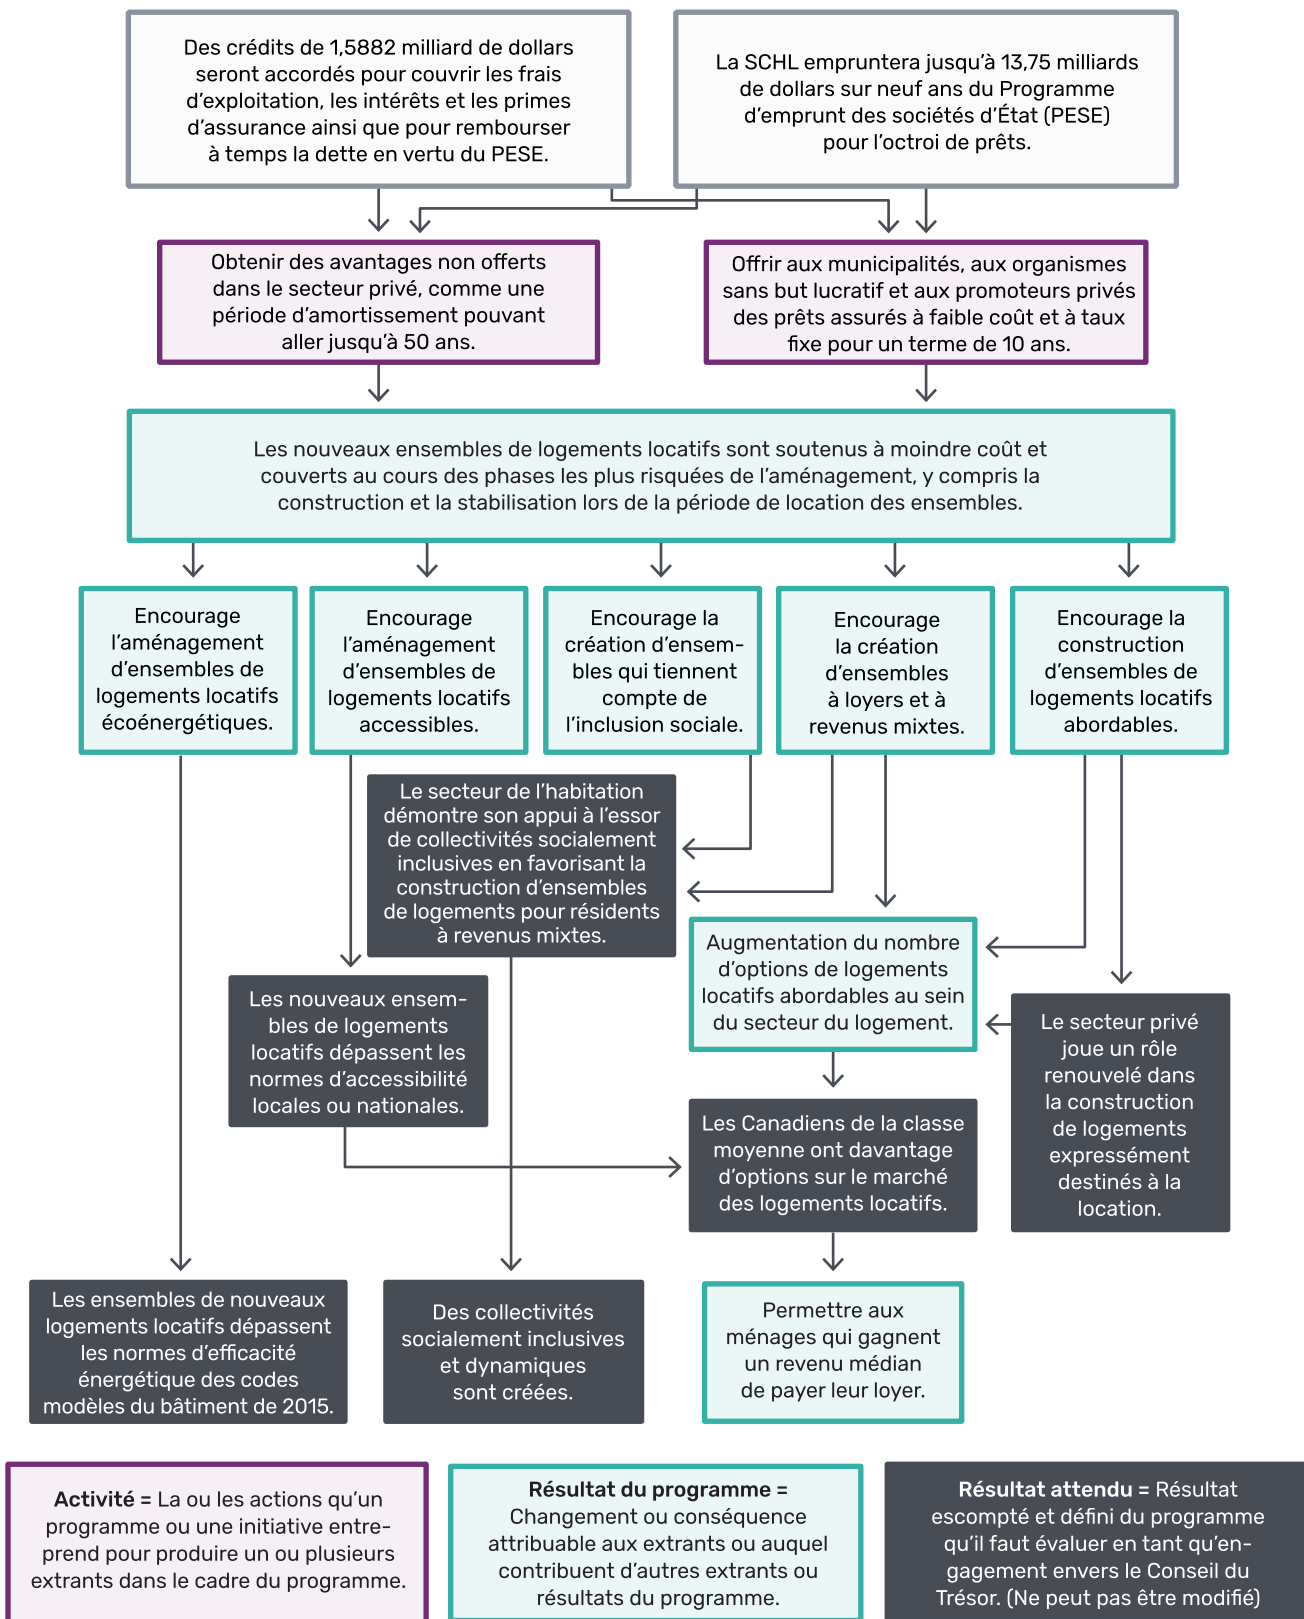 Des crédits de 1,5882 milliard de dollars
seront accordés pour couvrir les frais
d’exploitation, les intérêts et les primes
d’assurance ainsi que pour rembourser
à temps la dette en vertu du PESE.
La SCHL empruntera jusqu’à 13,75 milliards
de dollars sur neuf ans du Programme
d’emprunt des sociétés d’État (PESE)
pour l’octroi de prêts.
Obtenir des avantages non offerts
dans le secteur privé, comme une
période d’amortissement pouvant
aller jusqu’à 50 ans.
Offrir aux municipalités, aux organismes
sans but lucratif et aux promoteurs privés
des prêts assurés à faible coût et à taux
fixe pour un terme de 10 ans.
Les nouveaux ensembles de logements locatifs sont soutenus à moindre coût et
couverts au cours des phases les plus risquées de l’aménagement, y compris la
construction et la stabilisation lors de la période de location des ensembles.
Encourage
l’aménagement
d’ensembles de
logements locatifs
écoénergétiques.
Encourage
l’aménagement
d’ensembles de
logements locatifs
accessibles.
Encourage la
création d’ensem-
bles qui tiennent
compte de
l’inclusion sociale.
Encourage
la création
d’ensembles
à loyers et à
revenus mixtes.
Encourage la
construction
d’ensembles de
logements locatifs
abordables.
Le secteur de l’habitation
démontre son appui à l’essor
de collectivités socialement
inclusives en favorisant la
construction d’ensembles
de logements pour résidents
à revenus mixtes.
Augmentation du nombre
d’options de logements
locatifs abordables au sein
du secteur du logement.
Les nouveaux ensem-
bles de logements
locatifs dépassent les
normes d’accessibilité
locales ou nationales.
Le secteur privé
joue un rôle
renouvelé dans
la construction
de logements
expressément
destinés à la
location.
Les Canadiens de la classe
moyenne ont davantage
d’options sur le marché
des logements locatifs.
Les ensembles de nouveaux
logements locatifs dépassent
les normes d’efficacité
énergétique des codes
modèles du bâtiment de 2015.
Des collectivités
socialement inclusives
et dynamiques
sont créées.
Permettre aux
ménages qui gagnent
un revenu médian
de payer leur loyer.
Activité = La ou les actions qu’un
programme ou une initiative entre-
prend pour produire un ou plusieurs
extrants dans le cadre du programme.
Résultat du programme =
Changement ou conséquence
attribuable aux extrants ou auquel
contribuent d’autres extrants ou
résultats du programme.
Résultat attendu = Résultat
escompté et défini du programme
qu’il faut évaluer en tant qu’en-
gagement envers le Conseil du
Trésor. (Ne peut pas être modifié)